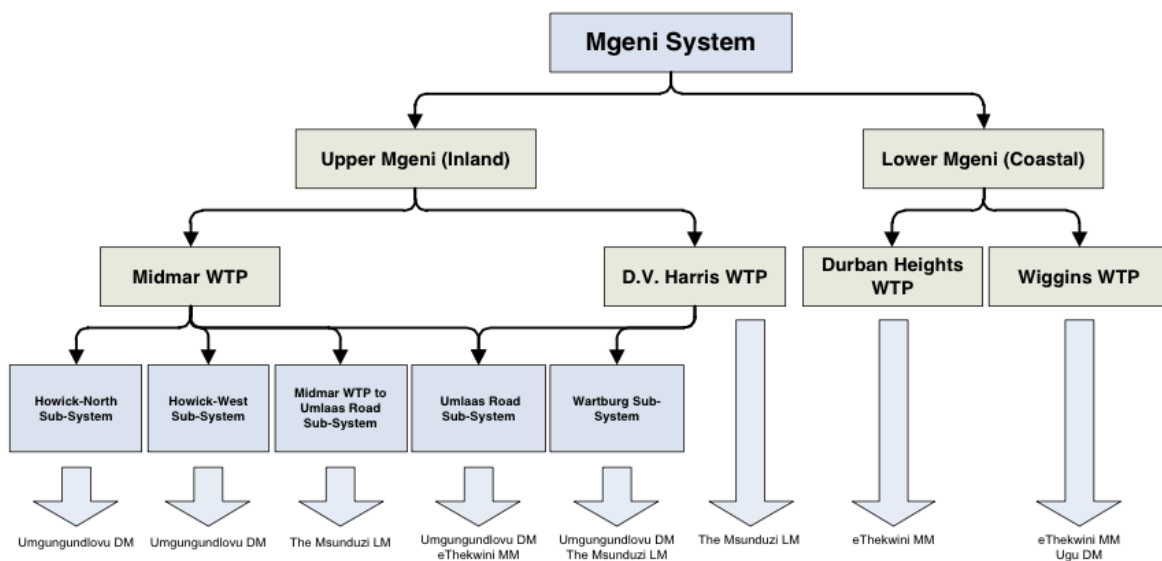 Mgeni System
Upper Mgeni (Inland)
Lower Mgeni (Coastal)
Midmar WTP
D.V. Harris WTP
Durban Heights
WTP
Wiggins WTP
Howick-North
Sub-System
Howick-West
Sub-System
Midmar WTP to
Umlaas Road
Sub-System
Umlaas Road
Sub-System
Wartburg Sub-
System
Umgungundlovu DM
Umgungundlovu DM
The Msunduzi LM
Umgungundlovu DM
eThekwini MM
Umgungundlovu DM
The Msunduzi LM
The Msunduzi LM
eThekwini MM
eThekwini MM
Ugu DM